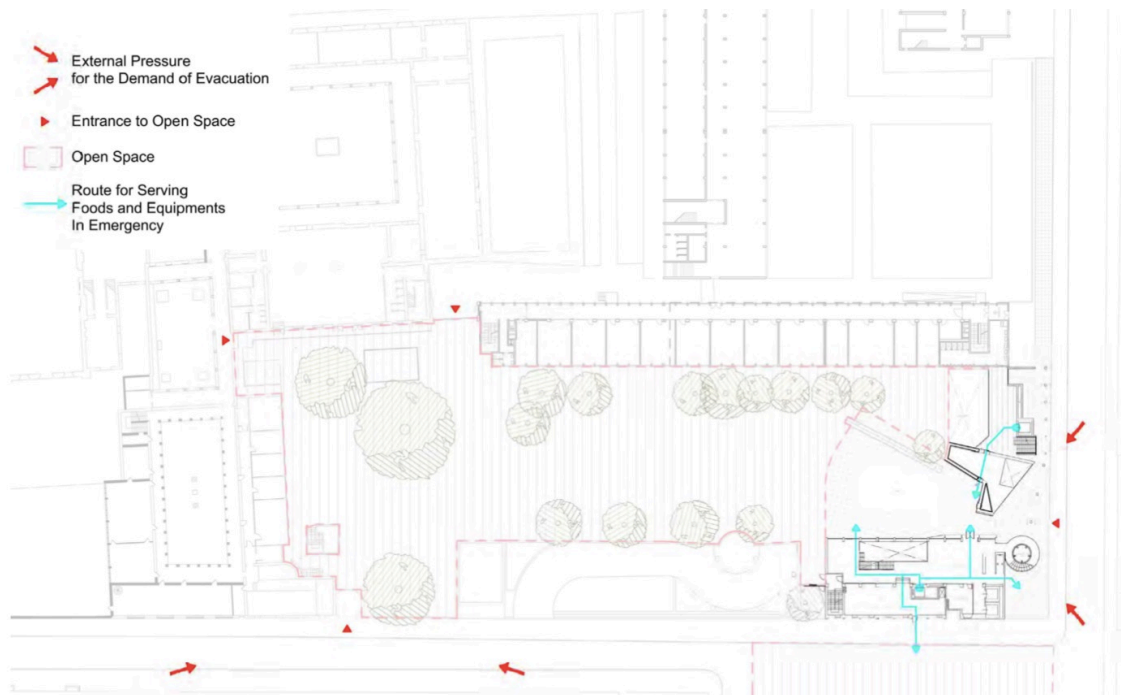 External Pressure
for the Demand of Evacuation
Entrance to Open Space
Open Space
Route for Serving
Foods and Equipments
In Emergency